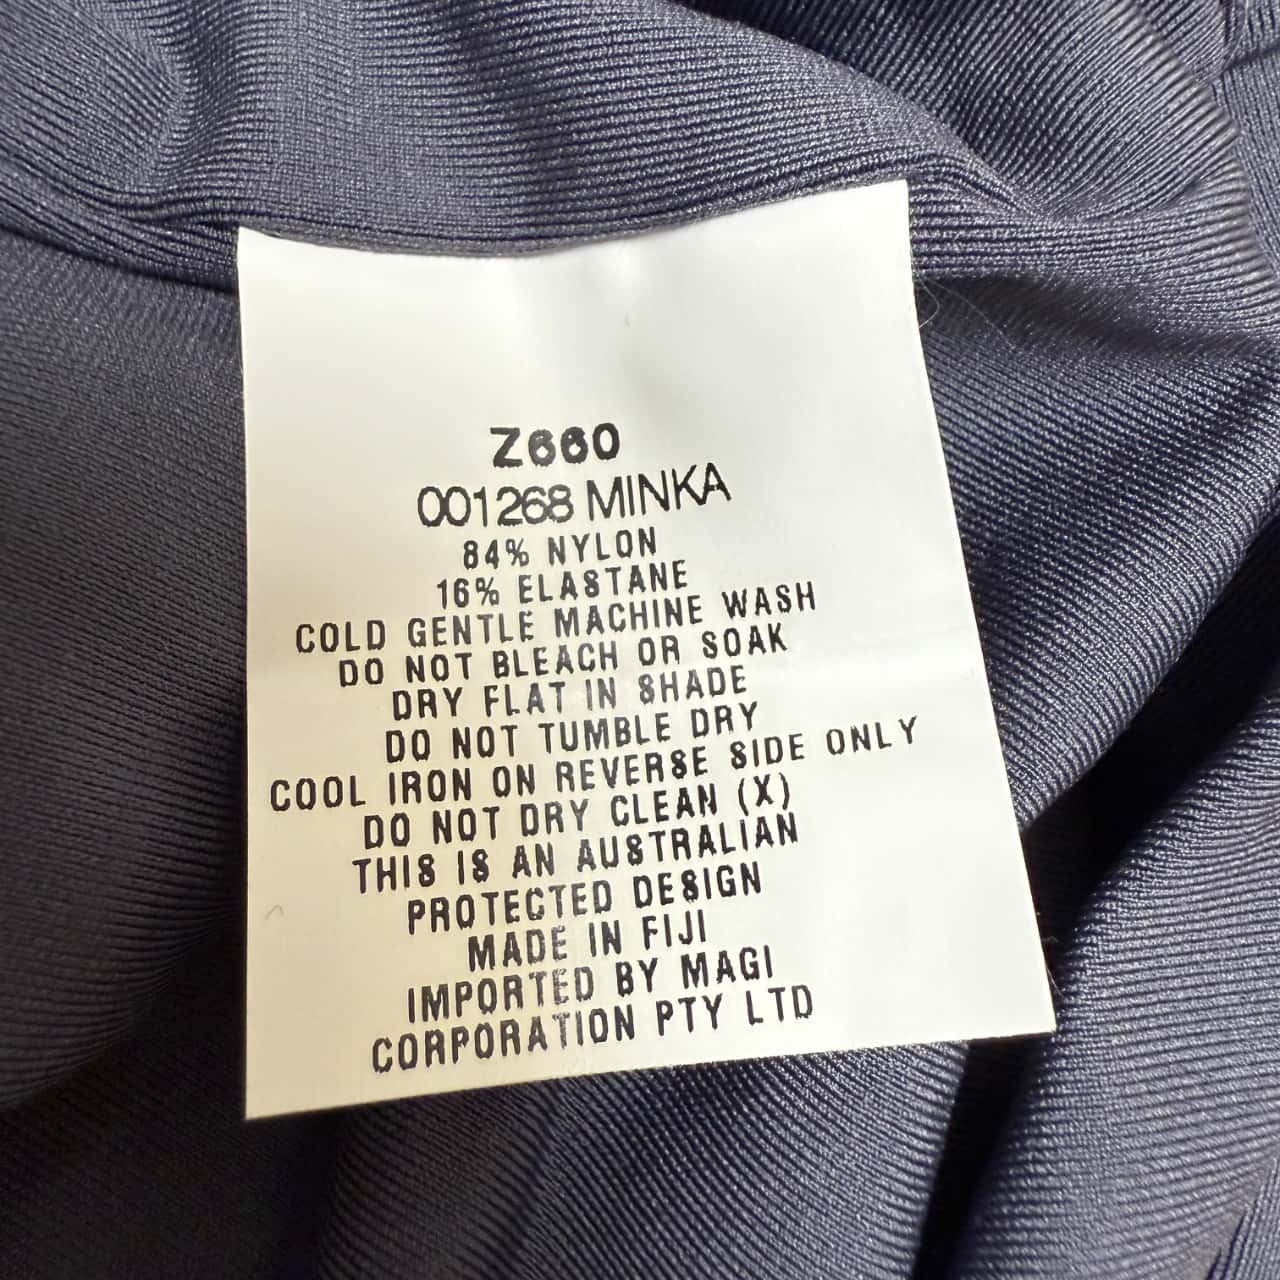 Z660
001268 MINKA
84% NYLON
16% ELASTANE
COLD GENTLE MACHINE WASH
DO NOT BLEACH OR SOAK
DRY FLAT IN SHADE
DO NOT TUMBLE DRY
COOL IRON ON REVERSE SIDE ONLY
DO NOT DRY CLEAN (X)
THIS IS AN AUSTRALIAN
PROTECTED DESIGN
MADE IN FIJI
IMPORTED BY MAGI
CORPORATION PTY LTD